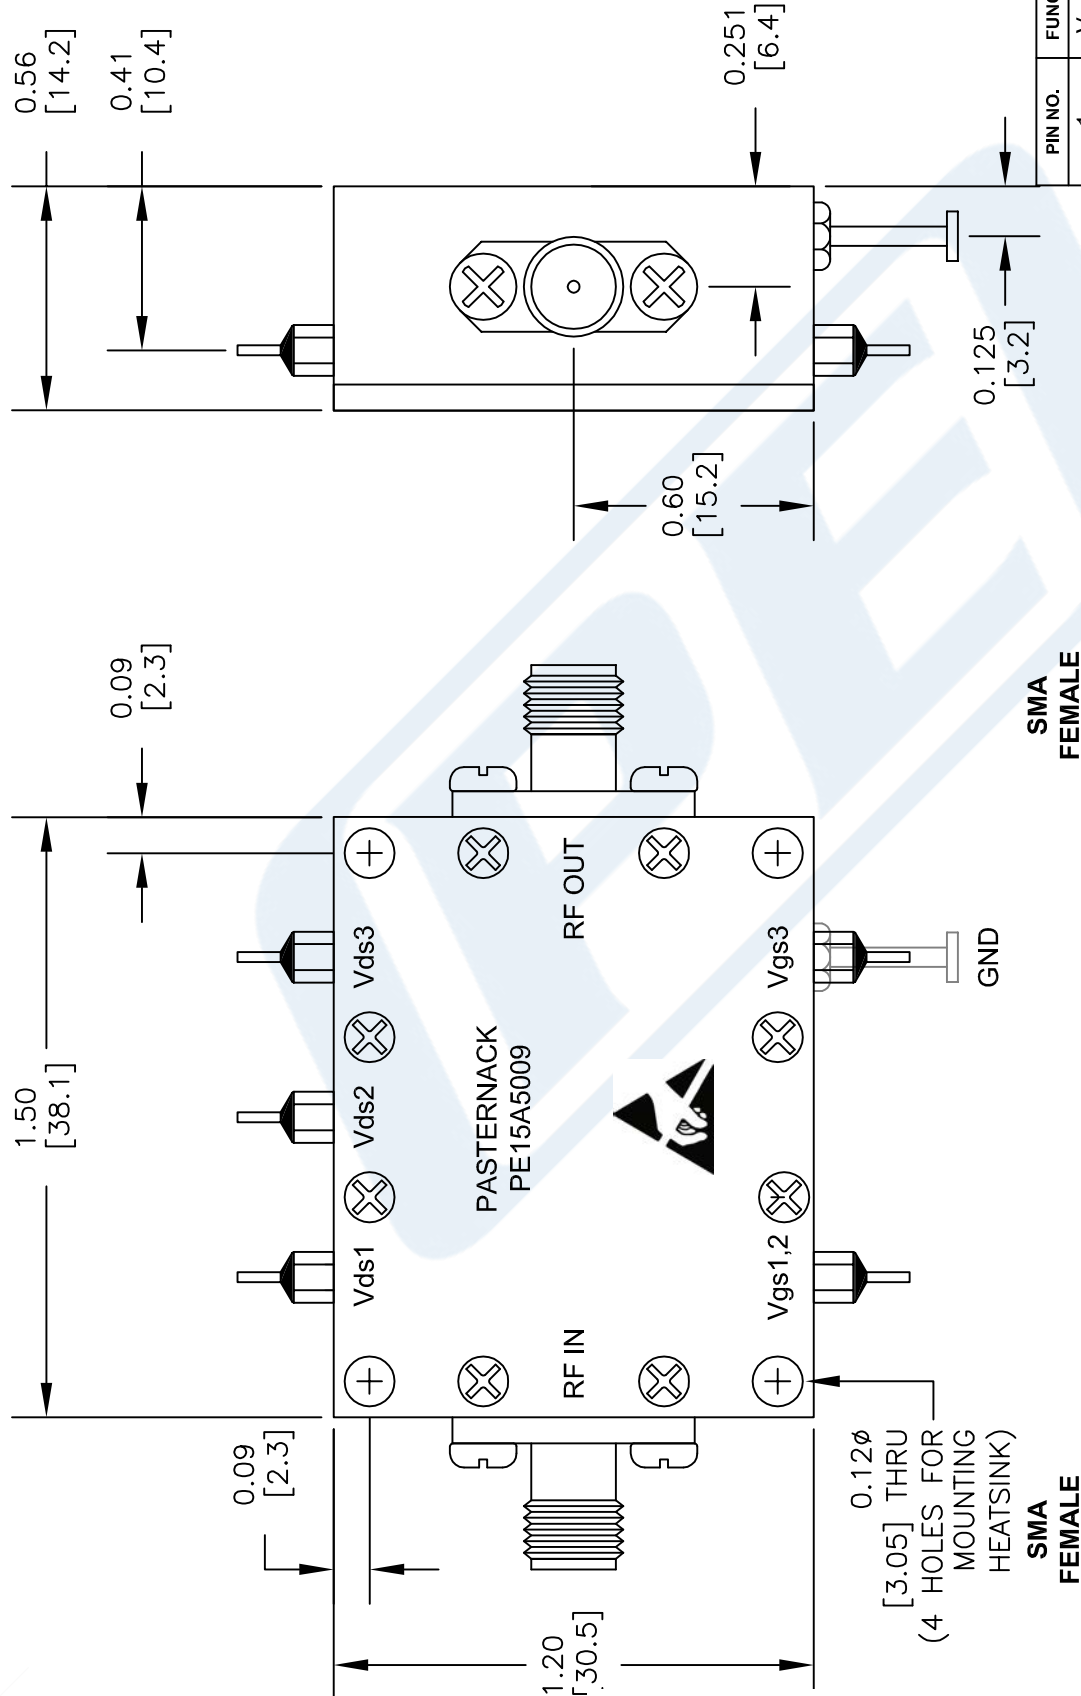 0.56
[14.2]
0.41
[10.4]
0.251
[6.4]
0.125
[3.2]
0.60
[15.2]
PIN NO.
1.50
[38.1]
0.09
[2.3]
0.09
[2.3]
1.20
[30.5]
Vds1
Vds2
Vds3
RF IN
PASTERNACK
PE15A5009
RF OUT
Vgs1,2
Vgs3
GND
0.12ø
[3.05] THRU
(4 HOLES FOR
MOUNTING
HEATSINK)
SMA
FEMALE
SMA
FEMALE